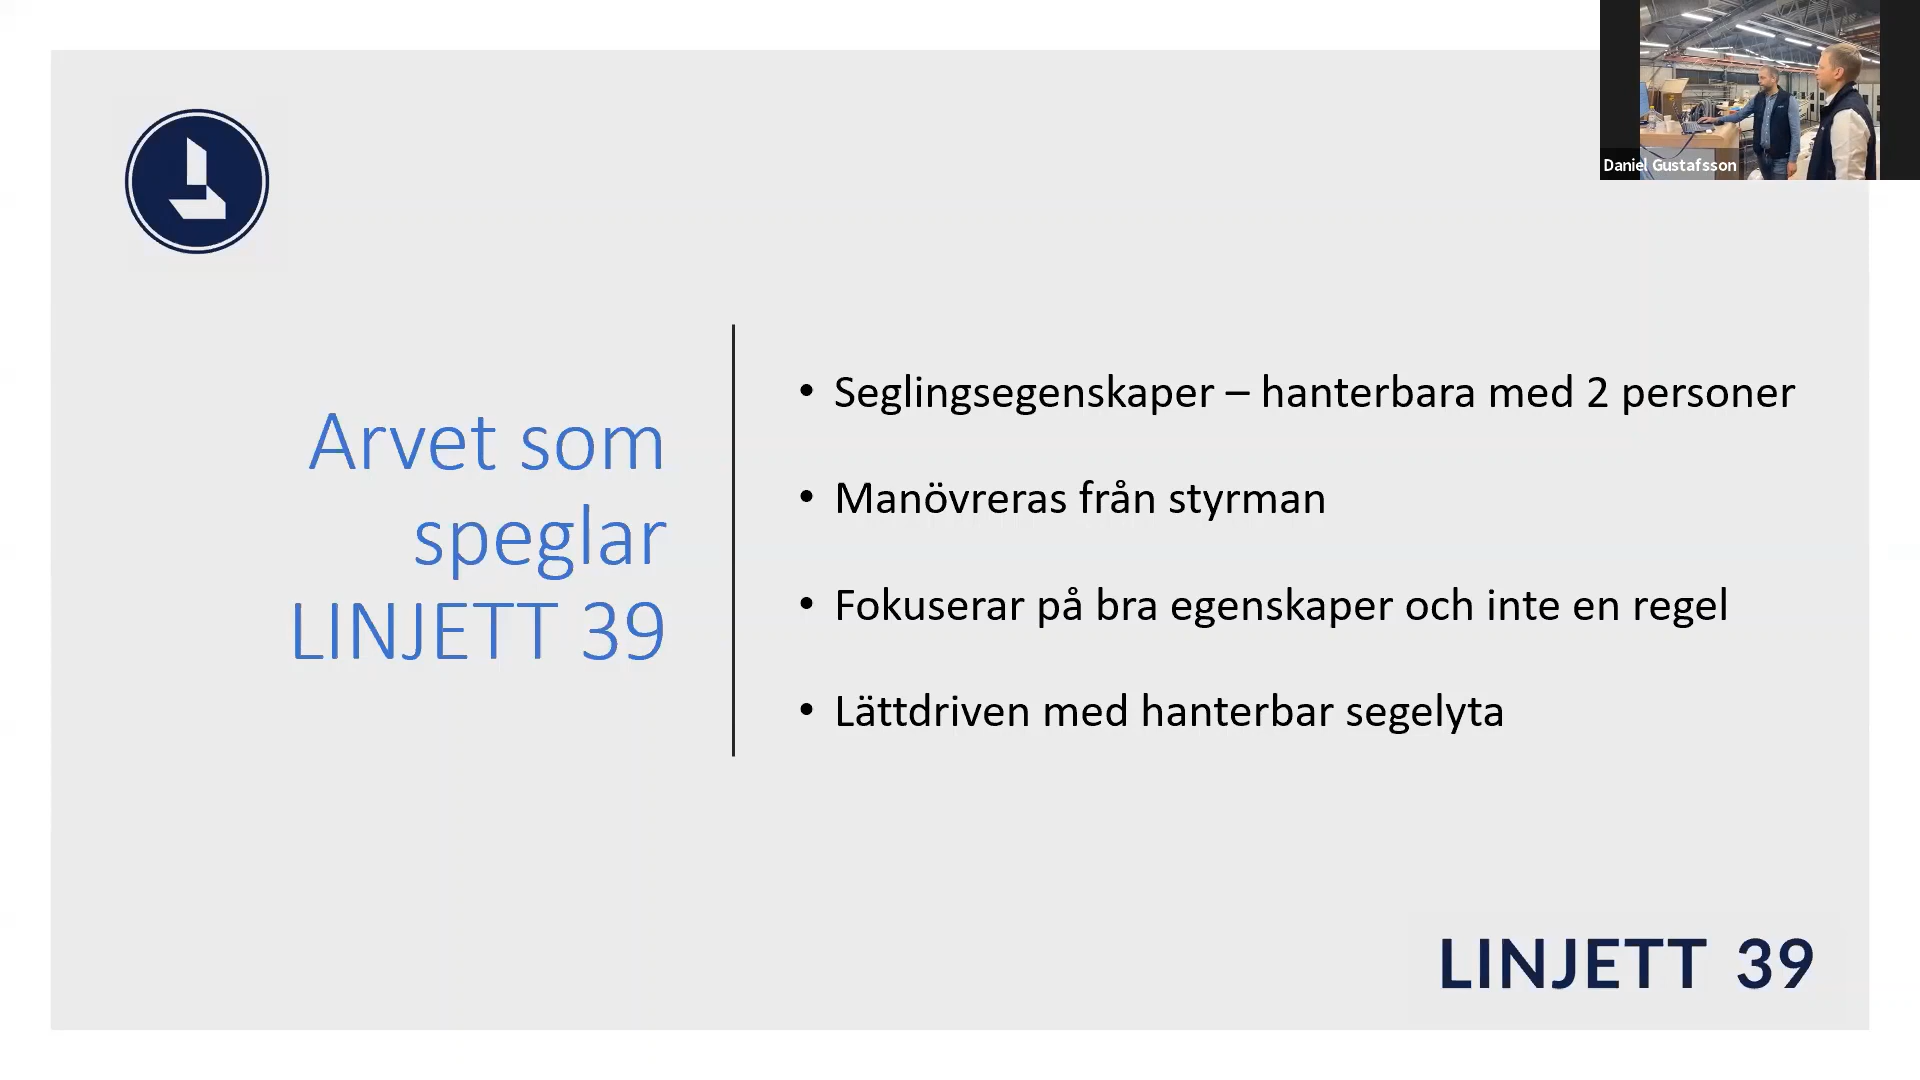 Daniel Gustafsson
Arvet som
speglar
LINJETT 39
• Seglingsegenskaper – hanterbara med 2 personer
• Manövreras från styrman
• Fokuserar på bra egenskaper och inte en regel
• Lättdriven med hanterbar segelyta
LINJETT 39